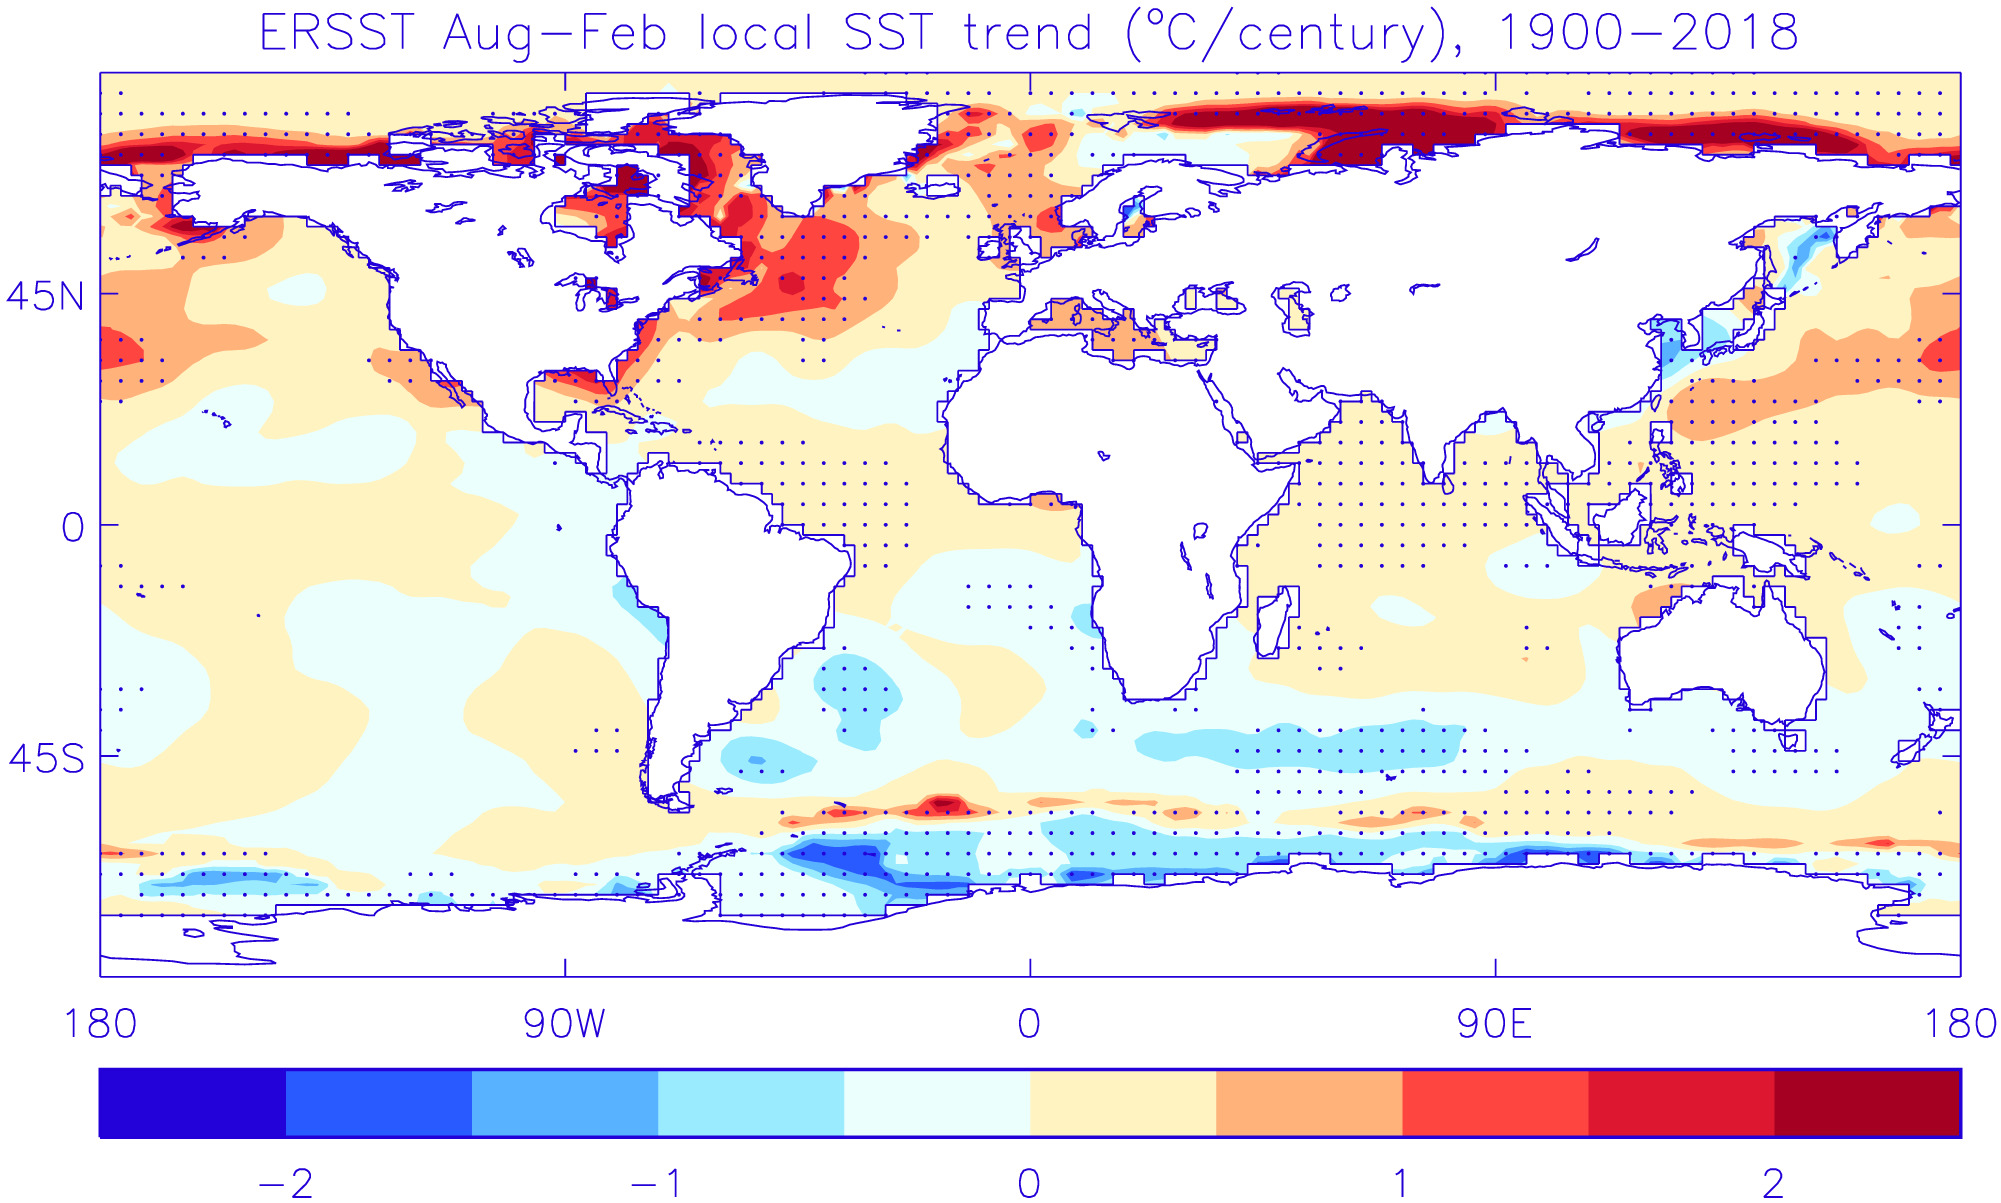 ERSST Aug−Feb local SST trend (°C/century), 1900−2018
45N
0
45S
180 90W 0 90E 180
−2 −1 0 1 2